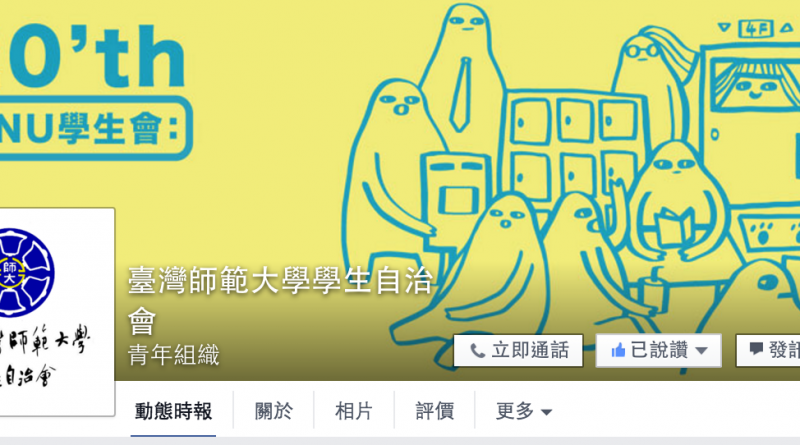 0'th
NU學生會:
4F
師
大
師範大學
自治會
臺灣師範大學學生自治
會
青年組織
立即通話
已說讚
發訊
動態時報
關於
相片
評價
更多